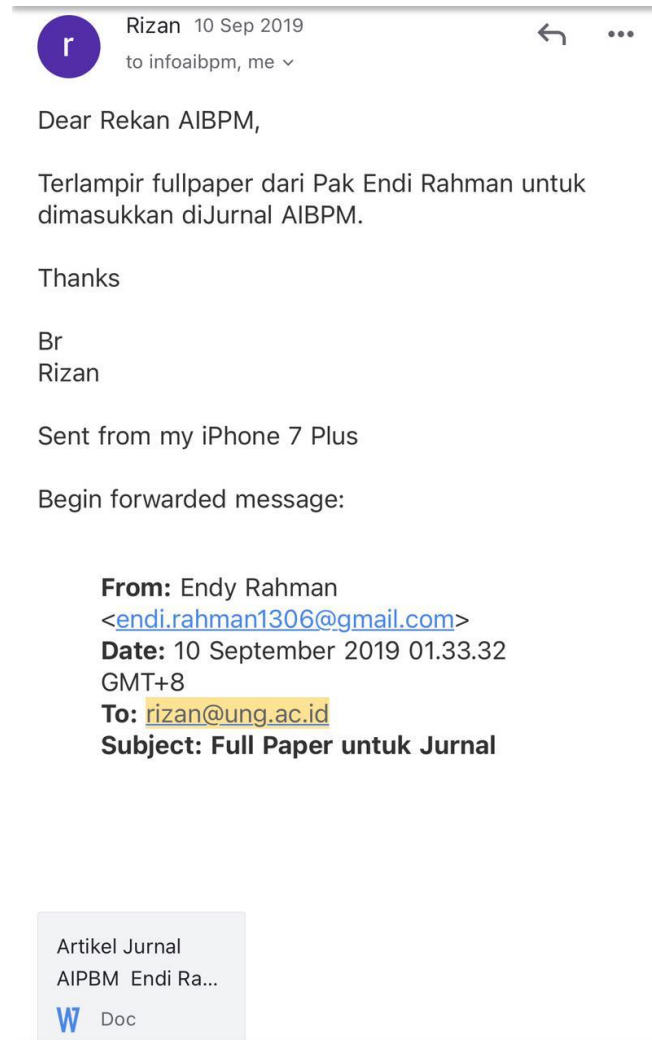 r
Rizan 10 Sep 2019
to infoaibpm, me
Dear Rekan AIBPM,
Terlampir fullpaper dari Pak Endi Rahman untuk
dimasukkan diJurnal AIBPM.
Thanks
Br
Rizan
Sent from my iPhone 7 Plus
Begin forwarded message:
From: Endy Rahman
<endi.rahman1306@gmail.com>
Date: 10 September 2019 01.33.32
GMT+8
To: rizan@ung.ac.id
Subject: Full Paper untuk Jurnal
Artikel Jurnal
AIPBM Endi Ra...
W Doc